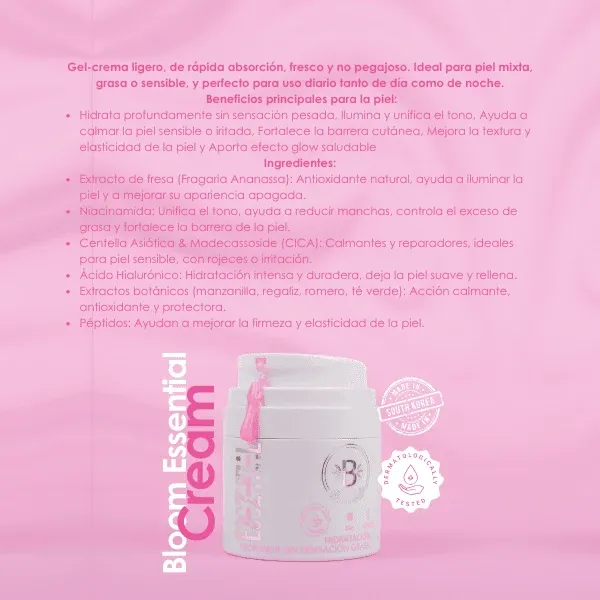 Gel-crema ligero, de rápida absorción, fresco y no pegajoso. Ideal para piel mixta,
grasa o sensible, y perfecto para uso diario tanto de día como de noche.
Beneficios principales para la piel:
• Hidrata profundamente sin sensación pesada, Ilumina y unifica el tono, Ayuda a
calmar la piel sensible o iritada, Fortalece la barrera cutánea, Mejora la textura y
elasticidad de la piel y Aporta efecto glow saludable
Ingredientes:
• Extracto de fresa (Fragaria Ananassa): Antioxidante natural, ayuda a iluminar la
piel y a mejorar su apariencia apagada.
• Niacinamida: Unifica el tono, ayuda a reducir manchas, controla el exceso de
grasa y fortalece la barrera de la piel.
• Centella Asiática & Madecassoside (CICA): Calmantes y reparadores, ideales
para piel sensible, con rojeces o irritación.
• Ácido Hialurónico: Hidratación intensa y duradera, deja la piel suave y rellena.
• Extractos botánicos (manzanilla, regaliz, romero, té verde): Acción calmante,
antioxidante y protectora.
• Péptidos: Ayudan a mejorar la firmeza y elasticidad de la piel.
Bloom Essential
Cream
B
HIDRATACIÓN
SIN SENSACIÓN GRASA
MADE IN
SOUTH KOREA
MADE IN
DERMATOLOGICALLY
TESTED